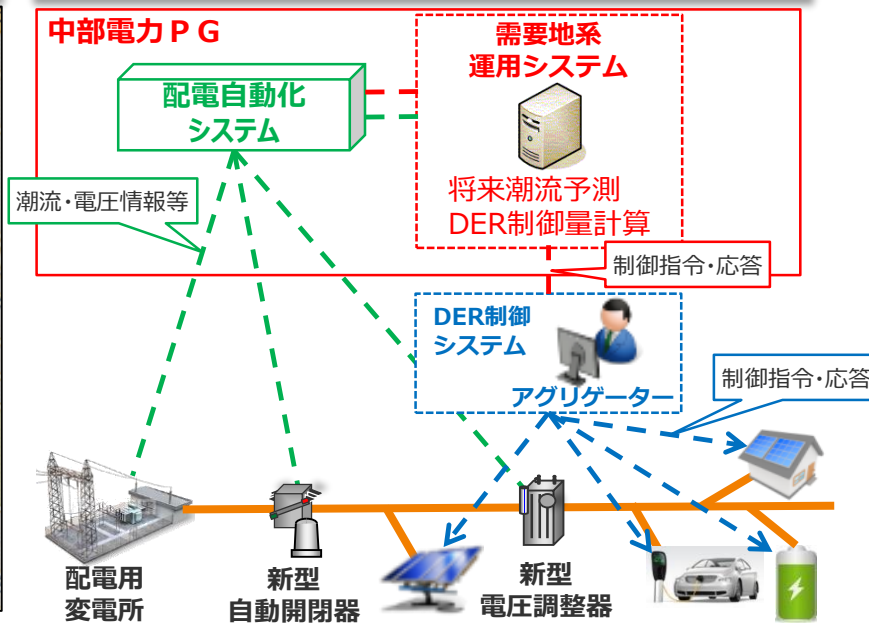 中部電力ＰＧ
需要地系
運用システム
配電自動化
システム
将来潮流予測
DER制御量計算
潮流・電圧情報等
制御指令・応答
DER制御
システム
アグリゲーター
制御指令・応答
配電用
変電所
新型
自動開閉器
新型
電圧調整器